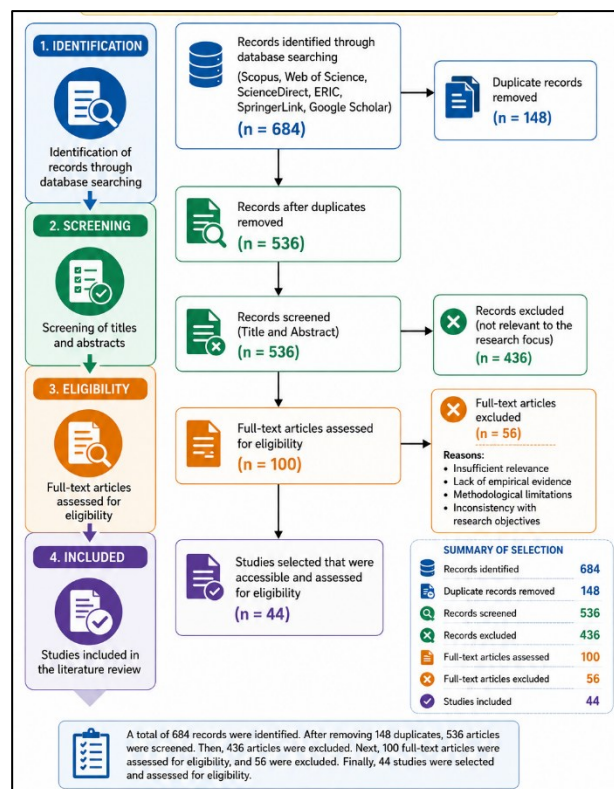 1. IDENTIFICATION
Identification of
records through
database searching
Records identified through
database searching
(Scopus, Web of Science,
ScienceDirect, ERIC,
SpringerLink, Google Scholar)
(n = 684)
Duplicate records
removed
(n = 148)
2. SCREENING
Screening of titles
and abstracts
Records after duplicates
removed
(n = 536)
Records screened
(Title and Abstract)
(n = 536)
Records excluded
(not relevant to the
research focus)
(n = 436)
3. ELIGIBILITY
Full-text articles
assessed for
eligibility
Full-text articles assessed
for eligibility
(n = 100)
Full-text articles
excluded
(n = 56)
Reasons:
• Insufficient relevance
• Lack of empirical evidence
• Methodological limitations
• Inconsistency with
research objectives
4. INCLUDED
Studies included in
the literature review
Studies selected that were
accessible and assessed
for eligibility
(n = 44)
SUMMARY OF SELECTION
Records identified 684
Duplicate records removed 148
Records screened 536
Records excluded 436
Full-text articles assessed 100
Full-text articles excluded 56
Studies included 44
A total of 684 records were identified. After removing 148 duplicates, 536 articles
were screened. Then, 436 articles were excluded. Next, 100 full-text articles were
assessed for eligibility, and 56 were excluded. Finally, 44 studies were selected
and assessed for eligibility.